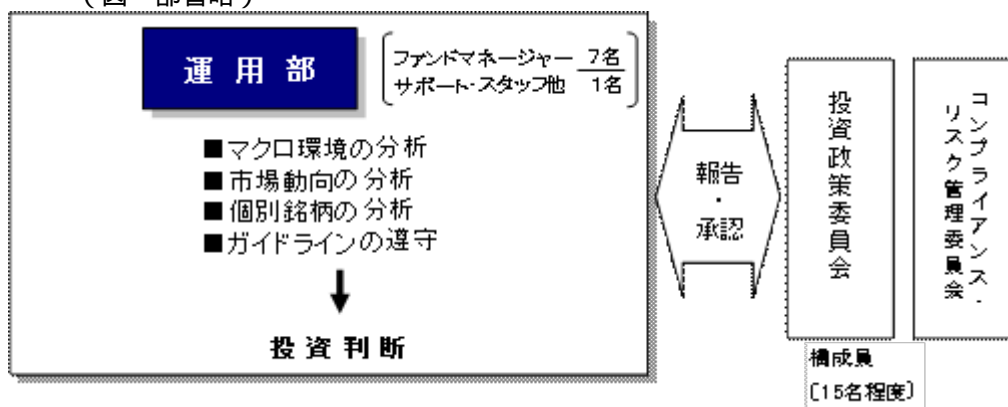 運用部
ファンドマネージャー 7名
サポート・スタッフ他 1名
■マクロ環境の分析
■市場動向の分析
■個別銘柄の分析
■ガイドラインの遵守
投資判断
報告
・
承認
投資政策委員会
コンプライアンス・
リスク管理委員会
構成員
〔15名程度〕